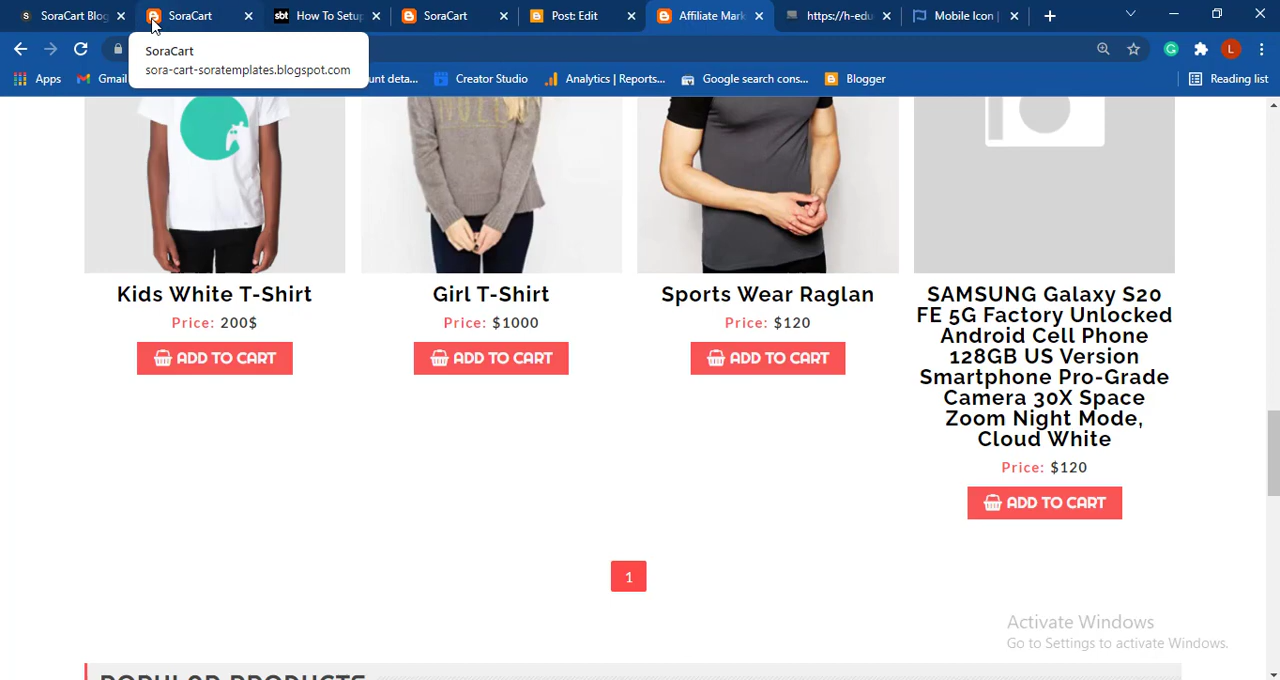 SoraCart Blog
SoraCart
How To Setup
SoraCart
Post: Edit
Affiliate Mark
https://h-edu
Mobile Icon |
SoraCart
sora-cart-soratemplates.blogspot.com
Apps
Gmail
unt deta...
Creator Studio
Analytics | Reports...
Google search cons...
Blogger
Reading list
Kids White T-Shirt
Price: 200$
ADD TO CART
Girl T-Shirt
Price: $1000
ADD TO CART
Sports Wear Raglan
Price: $120
ADD TO CART
SAMSUNG Galaxy S20
FE 5G Factory Unlocked
Android Cell Phone
128GB US Version
Smartphone Pro-Grade
Camera 30X Space
Zoom Night Mode,
Cloud White
Price: $120
ADD TO CART
1
Activate Windows
Go to Settings to activate Windows.
POPULAR PRODUCTS